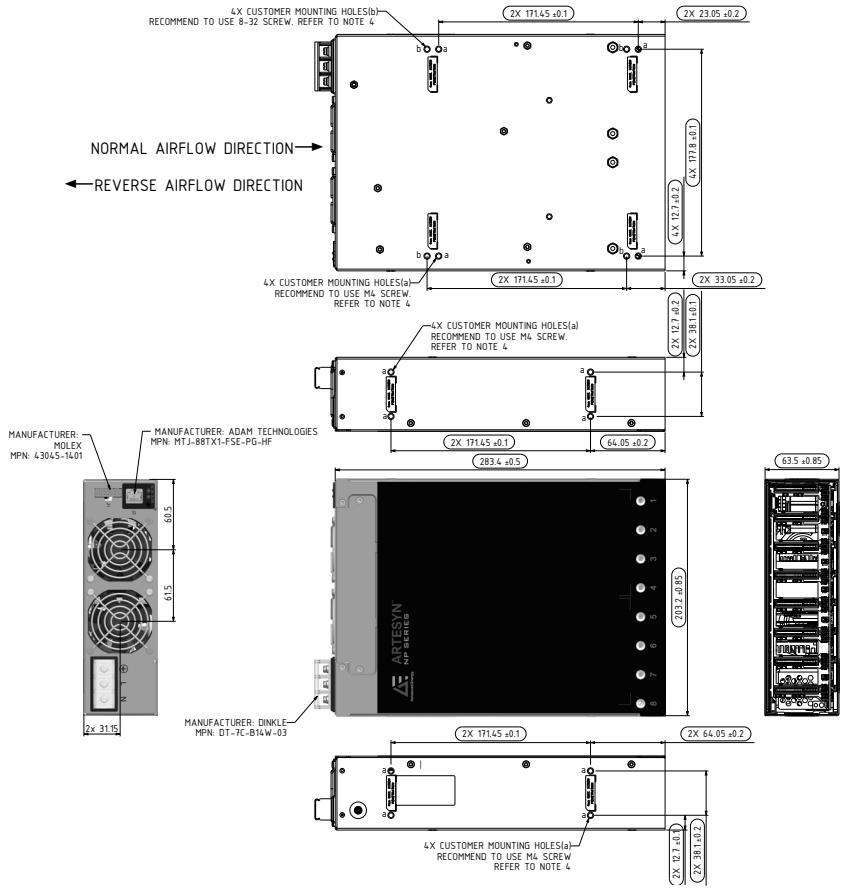 4X CUSTOMER MOUNTING HOLES(b)
RECOMMEND TO USE 8-32 SCREW. REFER TO NOTE 4
2X 171.45 ±0.1
2X 23.05 ±0.2
b
a
b
a
NORMAL AIRFLOW DIRECTION
REVERSE AIRFLOW DIRECTION
4X 177.8 ±0.1
4X 12.7 ±0.2
b
a
b
a
4X CUSTOMER MOUNTING HOLES(a)
RECOMMEND TO USE M4 SCREW.
REFER TO NOTE 4
2X 171.45 ±0.1
2X 33.05 ±0.2
2X 12.7 ±0.2
2X 38.1 ±0.1
4X CUSTOMER MOUNTING HOLES(a)
RECOMMEND TO USE M4 SCREW.
REFER TO NOTE 4
a
a
a
a
2X 171.45 ±0.1
64.05 ±0.2
283.4 ±0.5
63.5 ±0.85
MANUFACTURER:
MOLEX
MPN: 43045-1401
MANUFACTURER: ADAM TECHNOLOGIES
MPN: MTJ-88TX1-FSE-PG-HF
60.5
61.5
L
N
2x 31.15
1
2
3
4
5
6
7
8
203.2 ±0.85
ARTESYN™
NP SERIES
Advanced Energy
MANUFACTURER: DINKLE
MPN: DT-7C-B14W-03
2X 171.45 ±0.1
2X 64.05 ±0.2
a
a
a
a
4X CUSTOMER MOUNTING HOLES(a)
RECOMMEND TO USE M4 SCREW
REFER TO NOTE 4
2X 12.7 ±0.1
2X 38.1 ±0.2